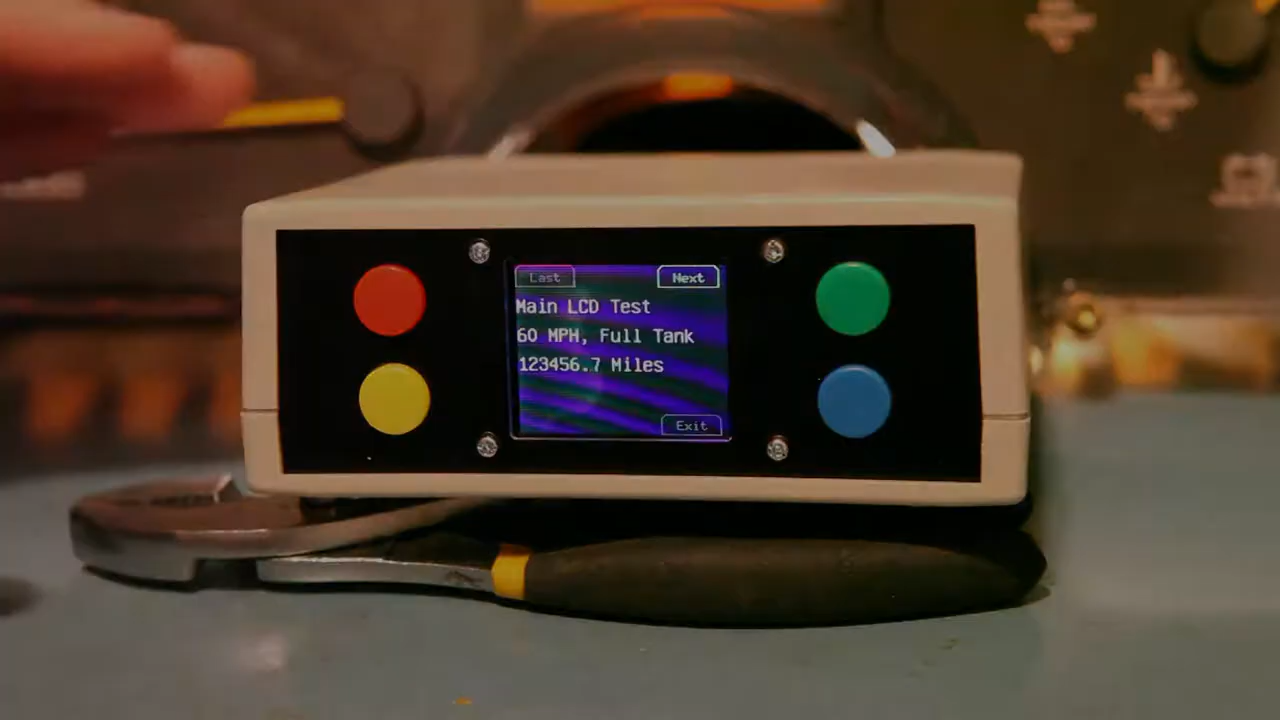 Last
Next
Main LCD Test
60 MPH, Full Tank
123456.7 Miles
Exit